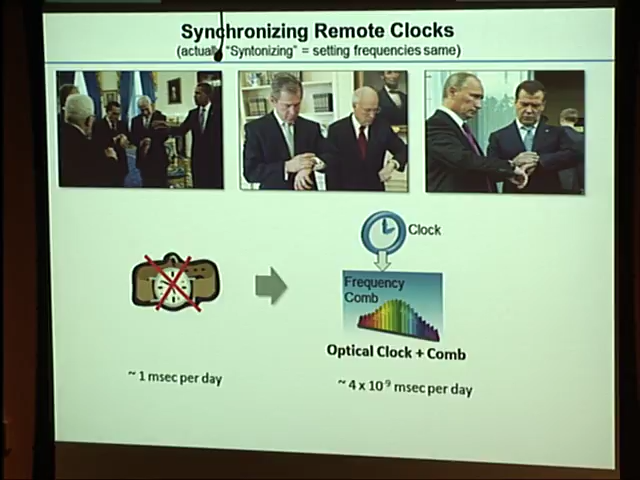 Synchronizing Remote Clocks
(actually "Syntonizing" = setting frequencies same)
Clock
Frequency
Comb
Optical Clock + Comb
~ 1 msec per day
~ 4 x 10⁻⁹ msec per day